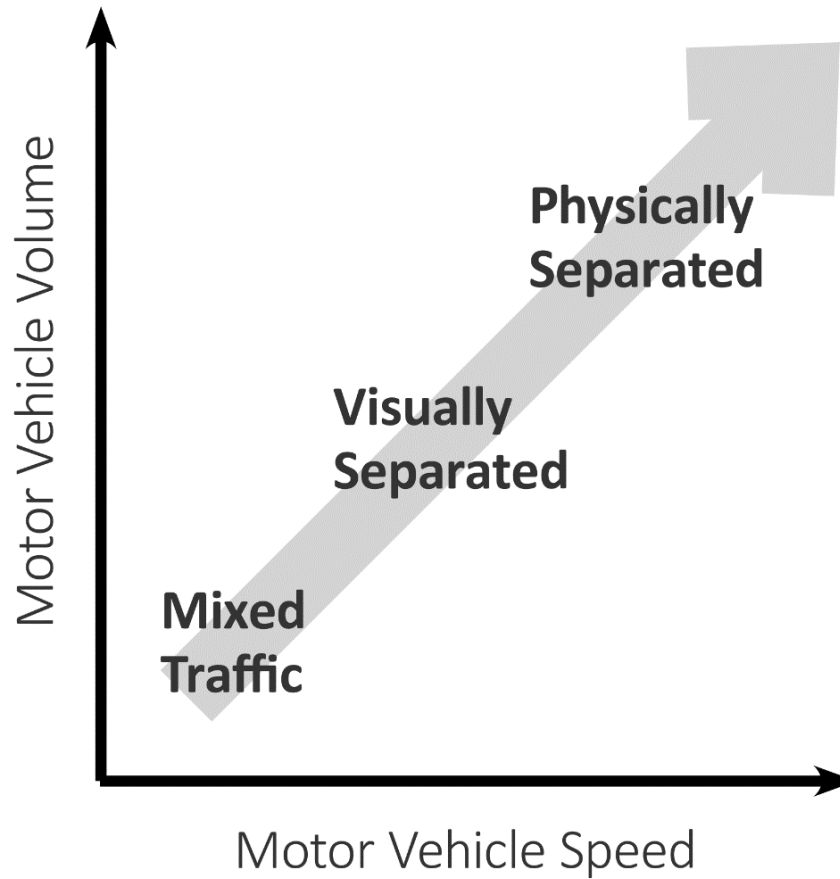 Motor Vehicle Volume
Physically
Separated
Visually
Separated
Mixed
Traffic
Motor Vehicle Speed